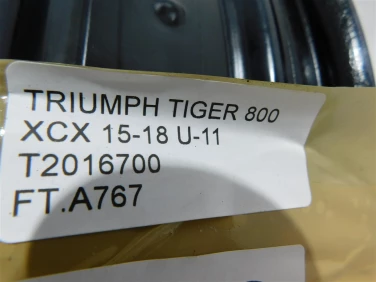 TRIUMPH TIGER 800
XCX 15-18 U-11
T2016700
FT.A767